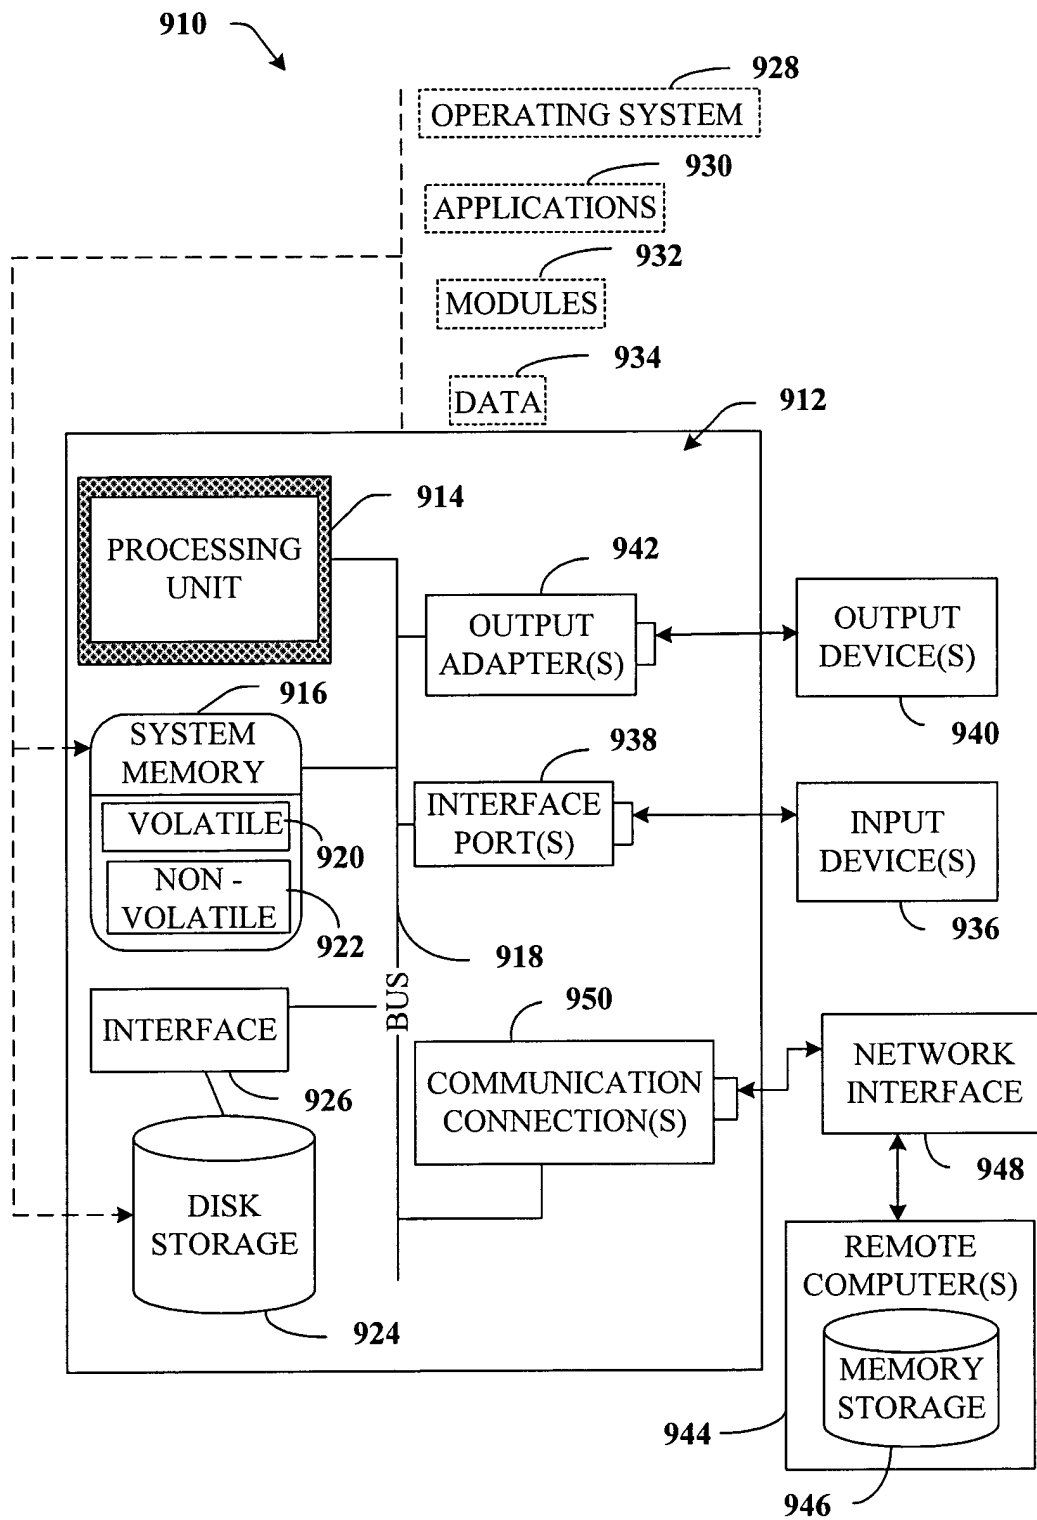 910
928
OPERATING SYSTEM
930
APPLICATIONS
932
MODULES
934
DATA
912
914
PROCESSING
UNIT
942
OUTPUT
ADAPTER(S)
OUTPUT
DEVICE(S)
940
916
SYSTEM
MEMORY
VOLATILE
920
NON -
VOLATILE
922
938
INTERFACE
PORT(S)
INPUT
DEVICE(S)
936
918
BUS
INTERFACE
926
950
COMMUNICATION
CONNECTION(S)
NETWORK
INTERFACE
948
DISK
STORAGE
924
REMOTE
COMPUTER(S)
MEMORY
STORAGE
944
946